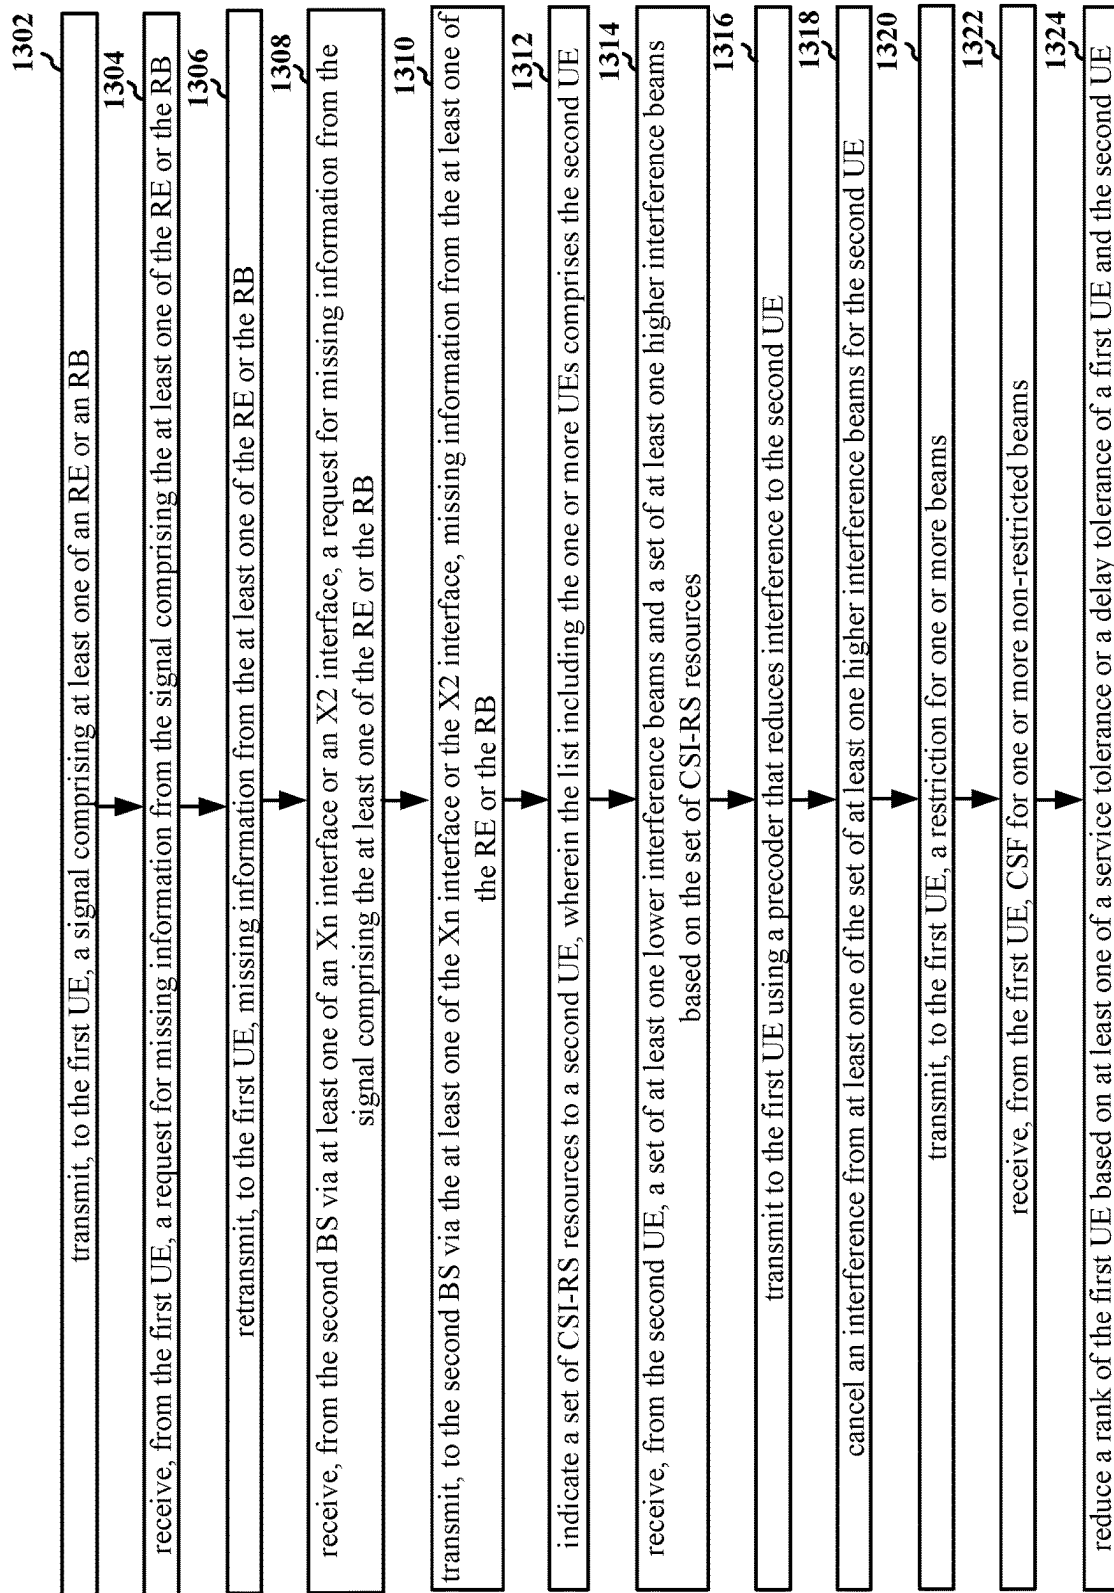 1302
transmit, to the first UE, a signal comprising at least one of an RE or an RB
1304
receive, from the first UE, a request for missing information from the signal comprising the at least one of the RE or the RB
1306
retransmit, to the first UE, missing information from the at least one of the RE or the RB
1308
receive, from the second BS via at least one of an Xn interface or an X2 interface, a request for missing information from the
signal comprising the at least one of the RE or the RB
1310
transmit, to the second BS via the at least one of the Xn interface or the X2 interface, missing information from the at least one of
the RE or the RB
1312
indicate a set of CSI-RS resources to a second UE, wherein the list including the one or more UEs comprises the second UE
1314
receive, from the second UE, a set of at least one lower interference beams and a set of at least one higher interference beams
based on the set of CSI-RS resources
1316
transmit to the first UE using a precoder that reduces interference to the second UE
1318
cancel an interference from at least one of the set of at least one higher interference beams for the second UE
1320
transmit, to the first UE, a restriction for one or more beams
1322
receive, from the first UE, CSF for one or more non-restricted beams
1324
reduce a rank of the first UE based on at least one of a service tolerance or a delay tolerance of a first UE and the second UE